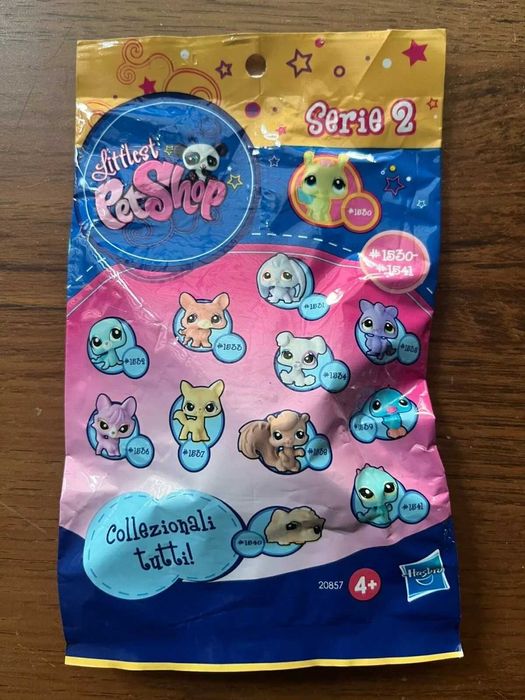 Serie 2
Littlest
PetShop
#1530
#1530-
#1541
#1531
#1533
#1532
#1534
#1535
#1536
#1537
#1538
#1539
#1541
Collezionali
tutti!
#1540
20857
4+
Hasbro